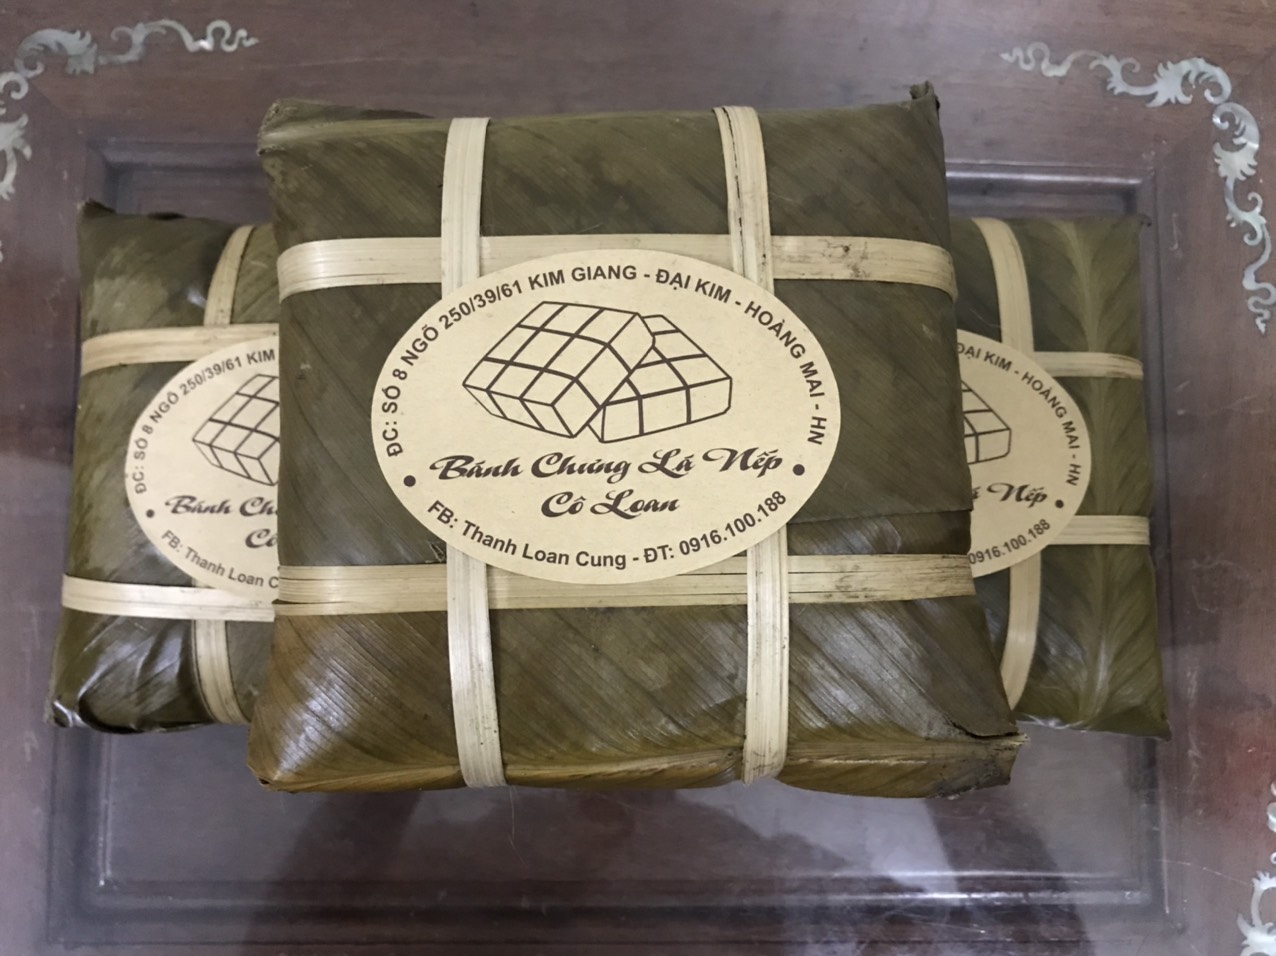 ĐC: SỐ 8 NGÕ 250/39/61 KIM GIANG - ĐẠI KIM - HOÀNG MAI - HN
Bánh Chưng Lá Nếp
Cô Loan
FB: Thanh Loan Cung - ĐT: 0916.100.188
ĐC: SỐ 8 NGÕ 250/39/61 KIM
Bánh
FB: Thanh Loan
ĐẠI KIM - HOÀNG MAI - HN
Nếp
0916.100.188